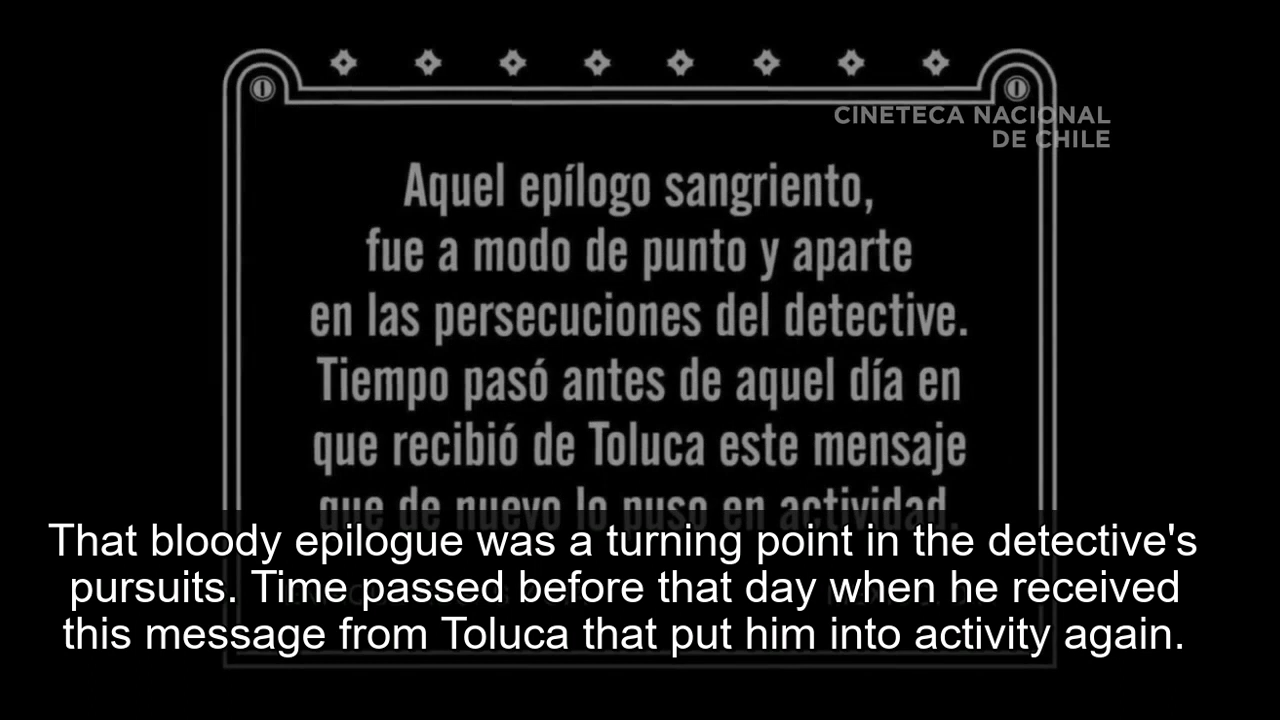 CINETECA NACIONAL
DE CHILE
Aquel epílogo sangriento,
fue a modo de punto y aparte
en las persecuciones del detective.
Tiempo pasó antes de aquel día en
que recibió de Toluca este mensaje
que de nuevo lo puso en actividad.
That bloody epilogue was a turning point in the detective's
pursuits. Time passed before that day when he received
this message from Toluca that put him into activity again.